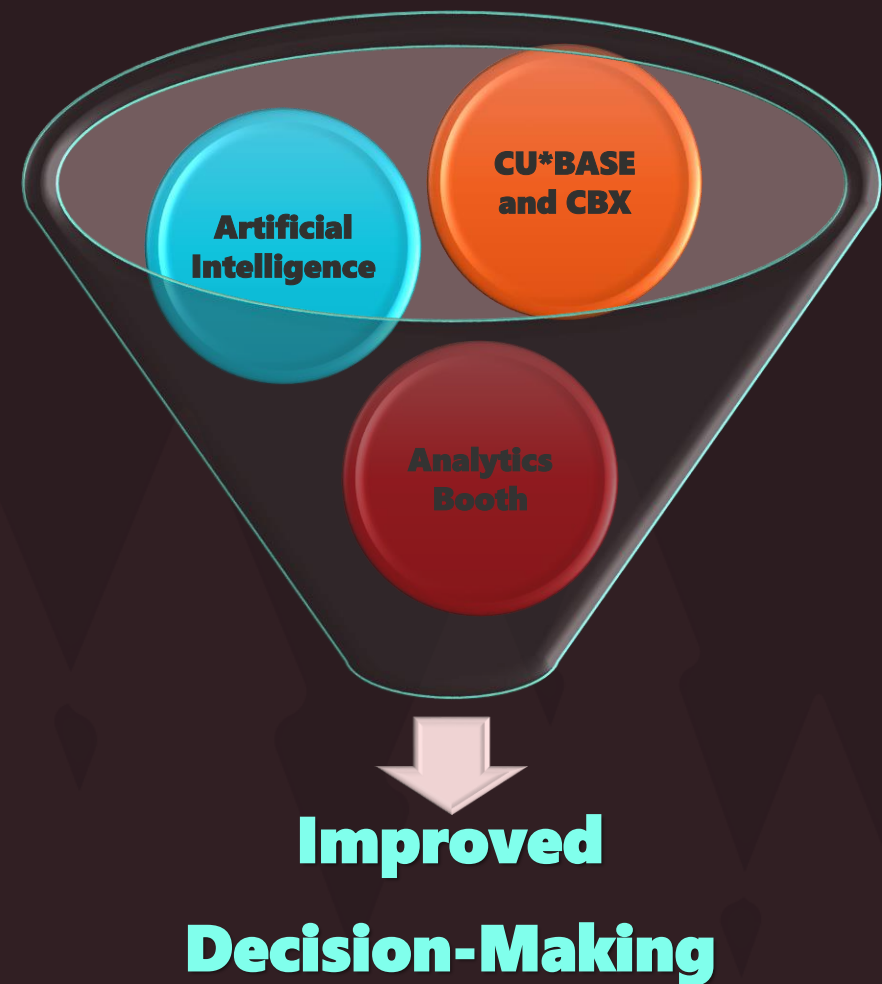 CU*BASE
and CBX
Artificial
Intelligence
Analytics
Booth
Improved
Decision-Making